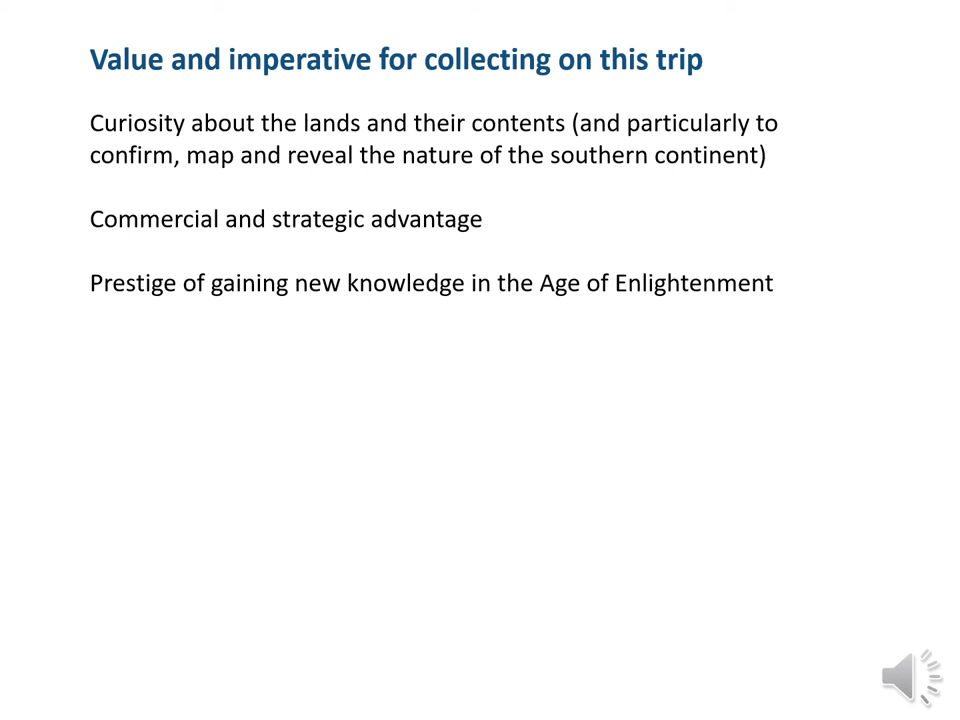 Value and imperative for collecting on this trip
Curiosity about the lands and their contents (and particularly to
confirm, map and reveal the nature of the southern continent)
Commercial and strategic advantage
Prestige of gaining new knowledge in the Age of Enlightenment